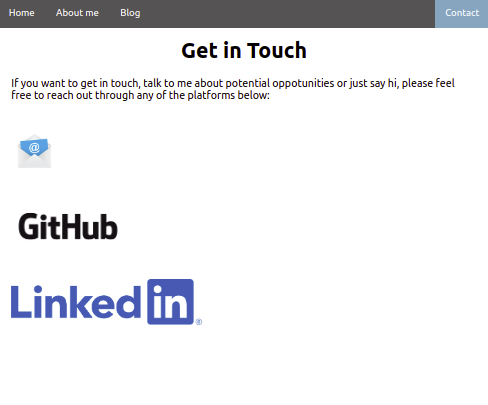 Home About me Blog Contact
Get in Touch
If you want to get in touch, talk to me about potential oppotunities or just say hi, please feel
free to reach out through any of the platforms below:
@
GitHub
Linked in ®